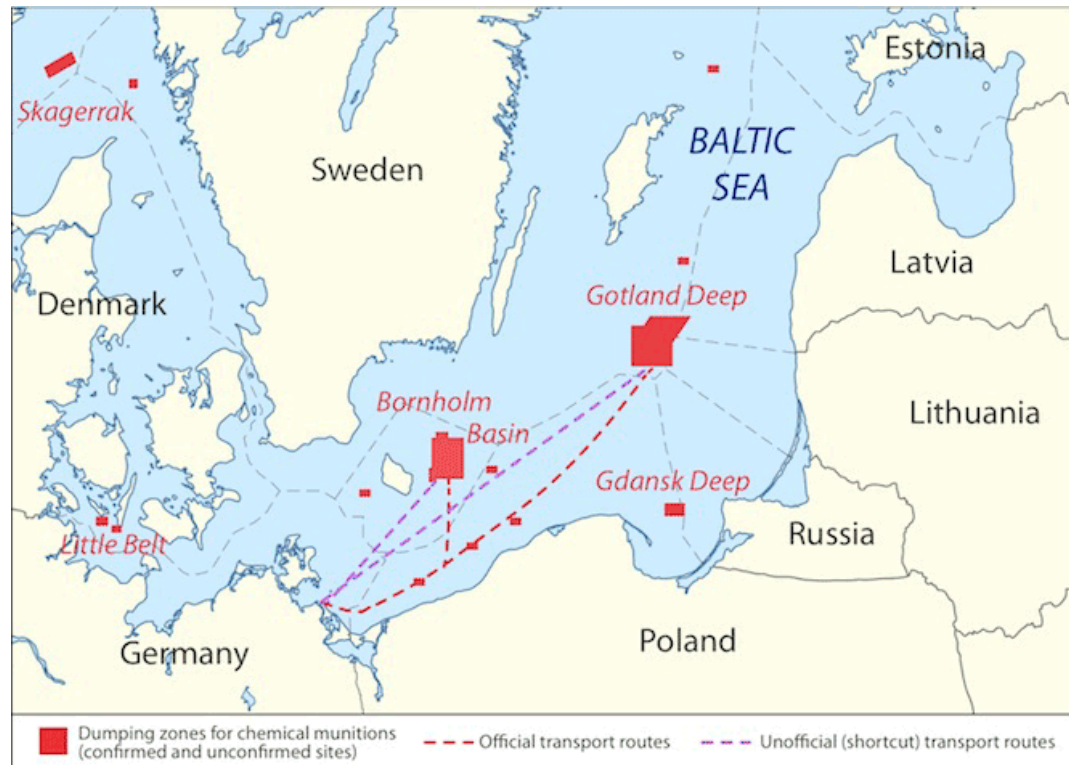 Estonia
Skagerrak
BALTIC
SEA
Sweden
Latvia
Gotland Deep
Denmark
Bornholm
Basin
Lithuania
Gdansk Deep
Little Belt
Russia
Germany
Poland
Dumping zones for chemical munitions
(confirmed and unconfirmed sites)
Official transport routes
Unofficial (shortcut) transport routes